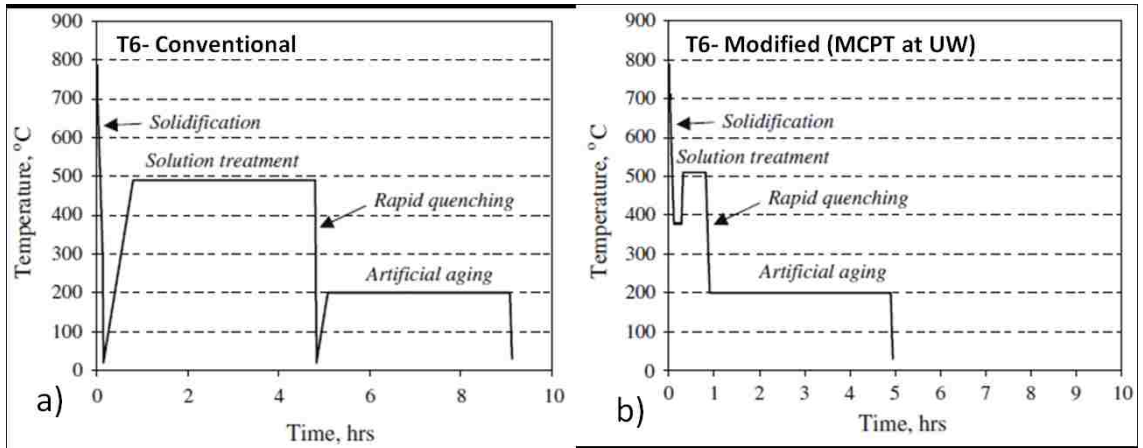 T6- Conventional
900
800
700
600
500
400
300
200
100
0
Temperature, °C
Solidification
Solution treatment
Rapid quenching
Artificial aging
0 2 4 6 8 10
Time, hrs
a)
T6- Modified (MCPT at UW)
900
800
700
600
500
400
300
200
100
0
Temperature, °C
Solidification
Solution treatment
Rapid quenching
Artificial aging
0 1 2 3 4 5 6 7 8 9 10
Time, hrs
b)